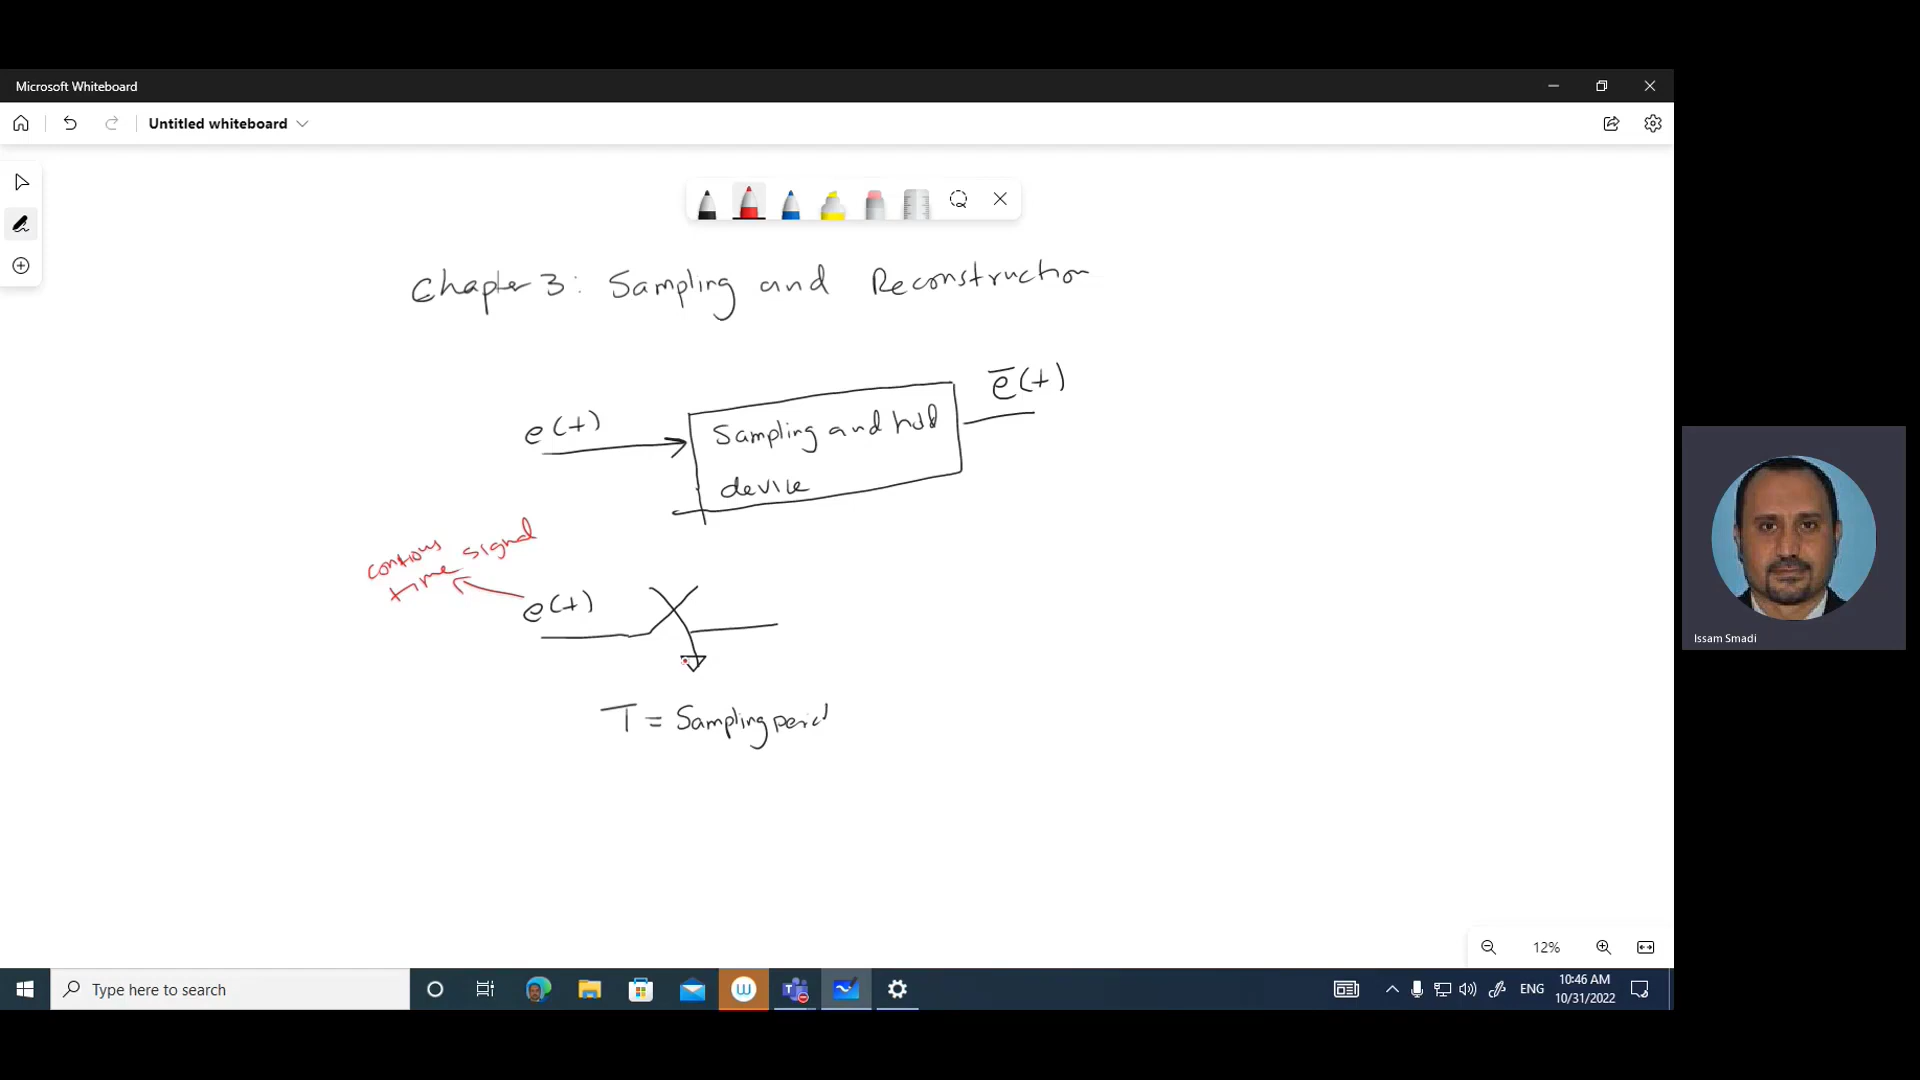 Microsoft Whiteboard
Untitled whiteboard
Chapter 3: Sampling and Reconstruction
e(t)
Sampling and hold
device
e̅(t)
contious
time signal
e(t)
T = Sampling period
Issam Smadi
12%
Type here to search
ENG
10:46 AM
10/31/2022